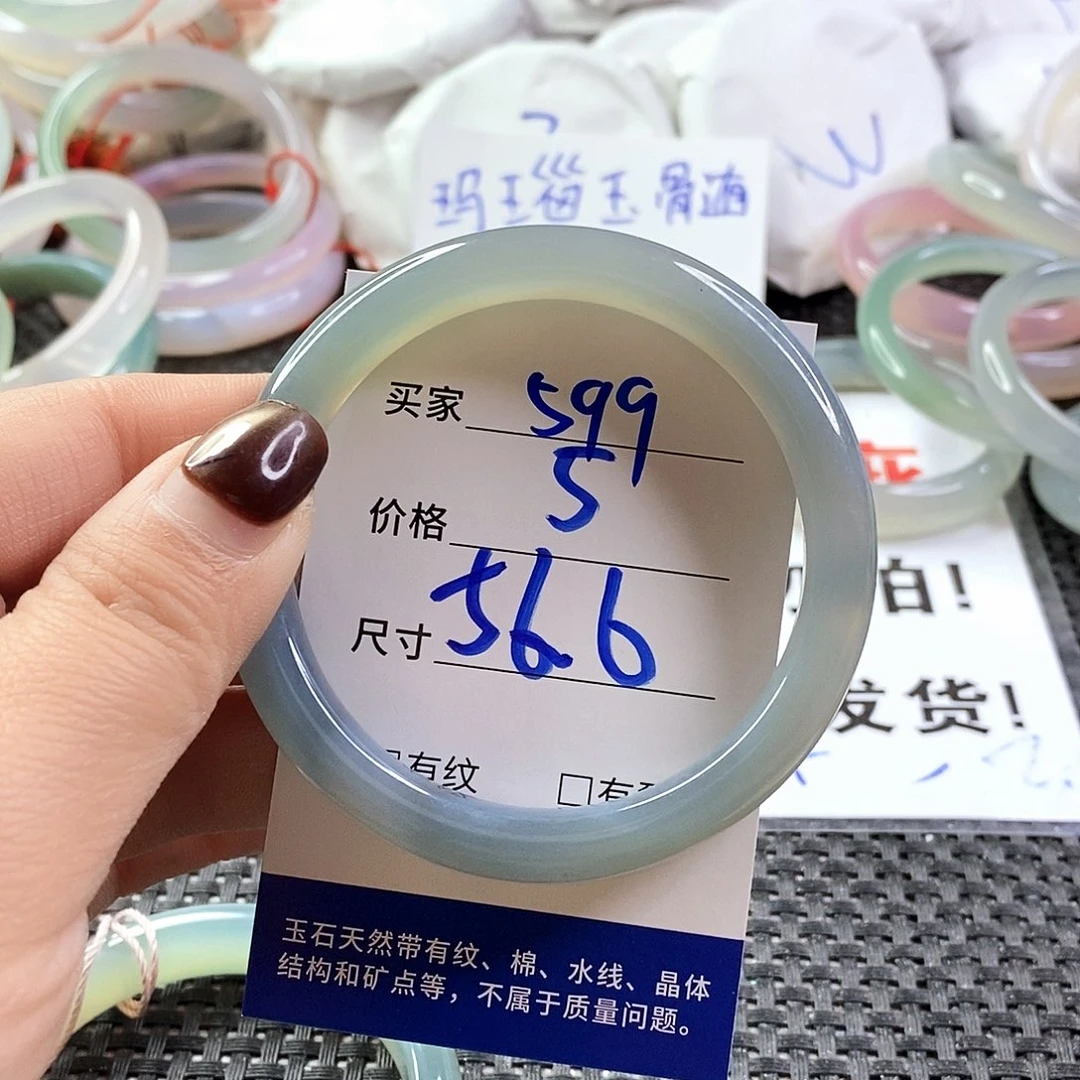 玛瑙玉骨髓
买家 599
价格 5
尺寸 56.6
有纹 □有
拍!
发货!
玉石天然带有纹、棉、水线、晶体
结构和矿点等，不属于质量问题。